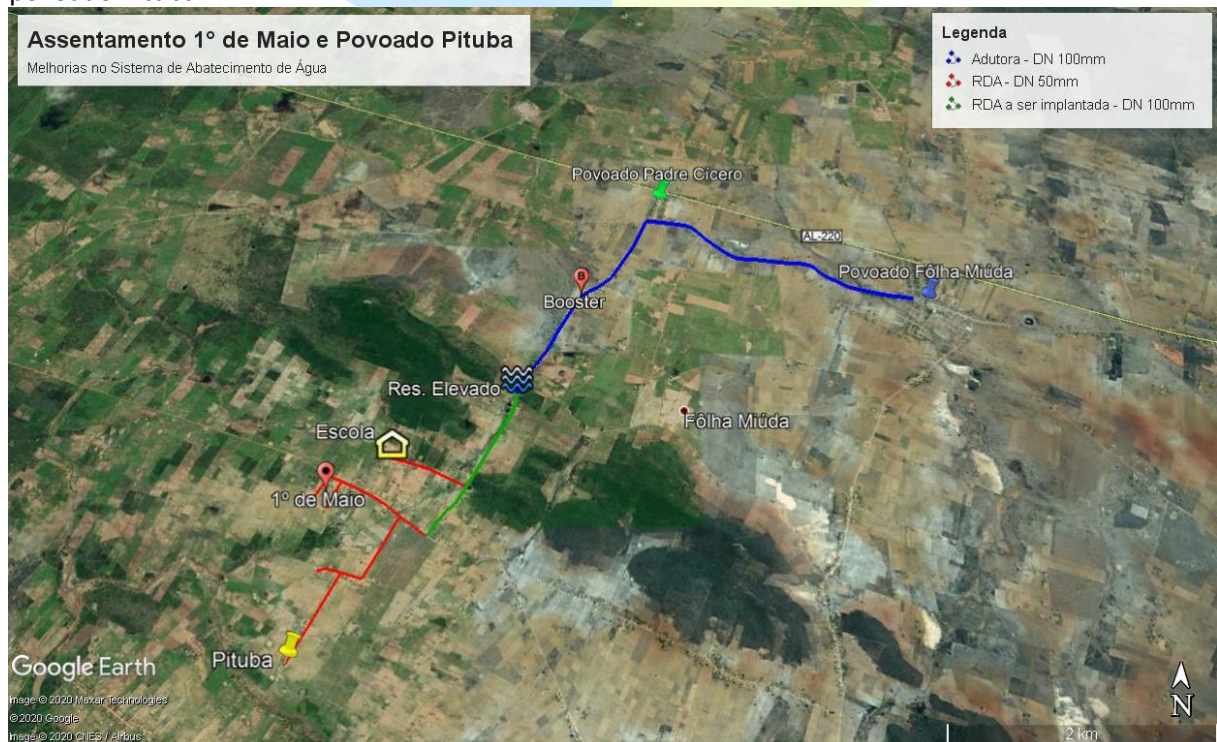 Assentamento 1º de Maio e Povoado Pituba
Melhorias no Sistema de Abatecimento de Água
Legenda
Adutora - DN 100mm
RDA - DN 50mm
RDA a ser implantada - DN 100mm
Povoado Padre Cícero
AL-220
Povoado Fôlha Miúda
Booster
Res. Elevado
Fôlha Miúda
Escola
1º de Maio
Pituba
Google Earth
Image © 2020 Maxar Technologies
© 2020 Google
Image © 2020 CNES / Airbus
N
2 km